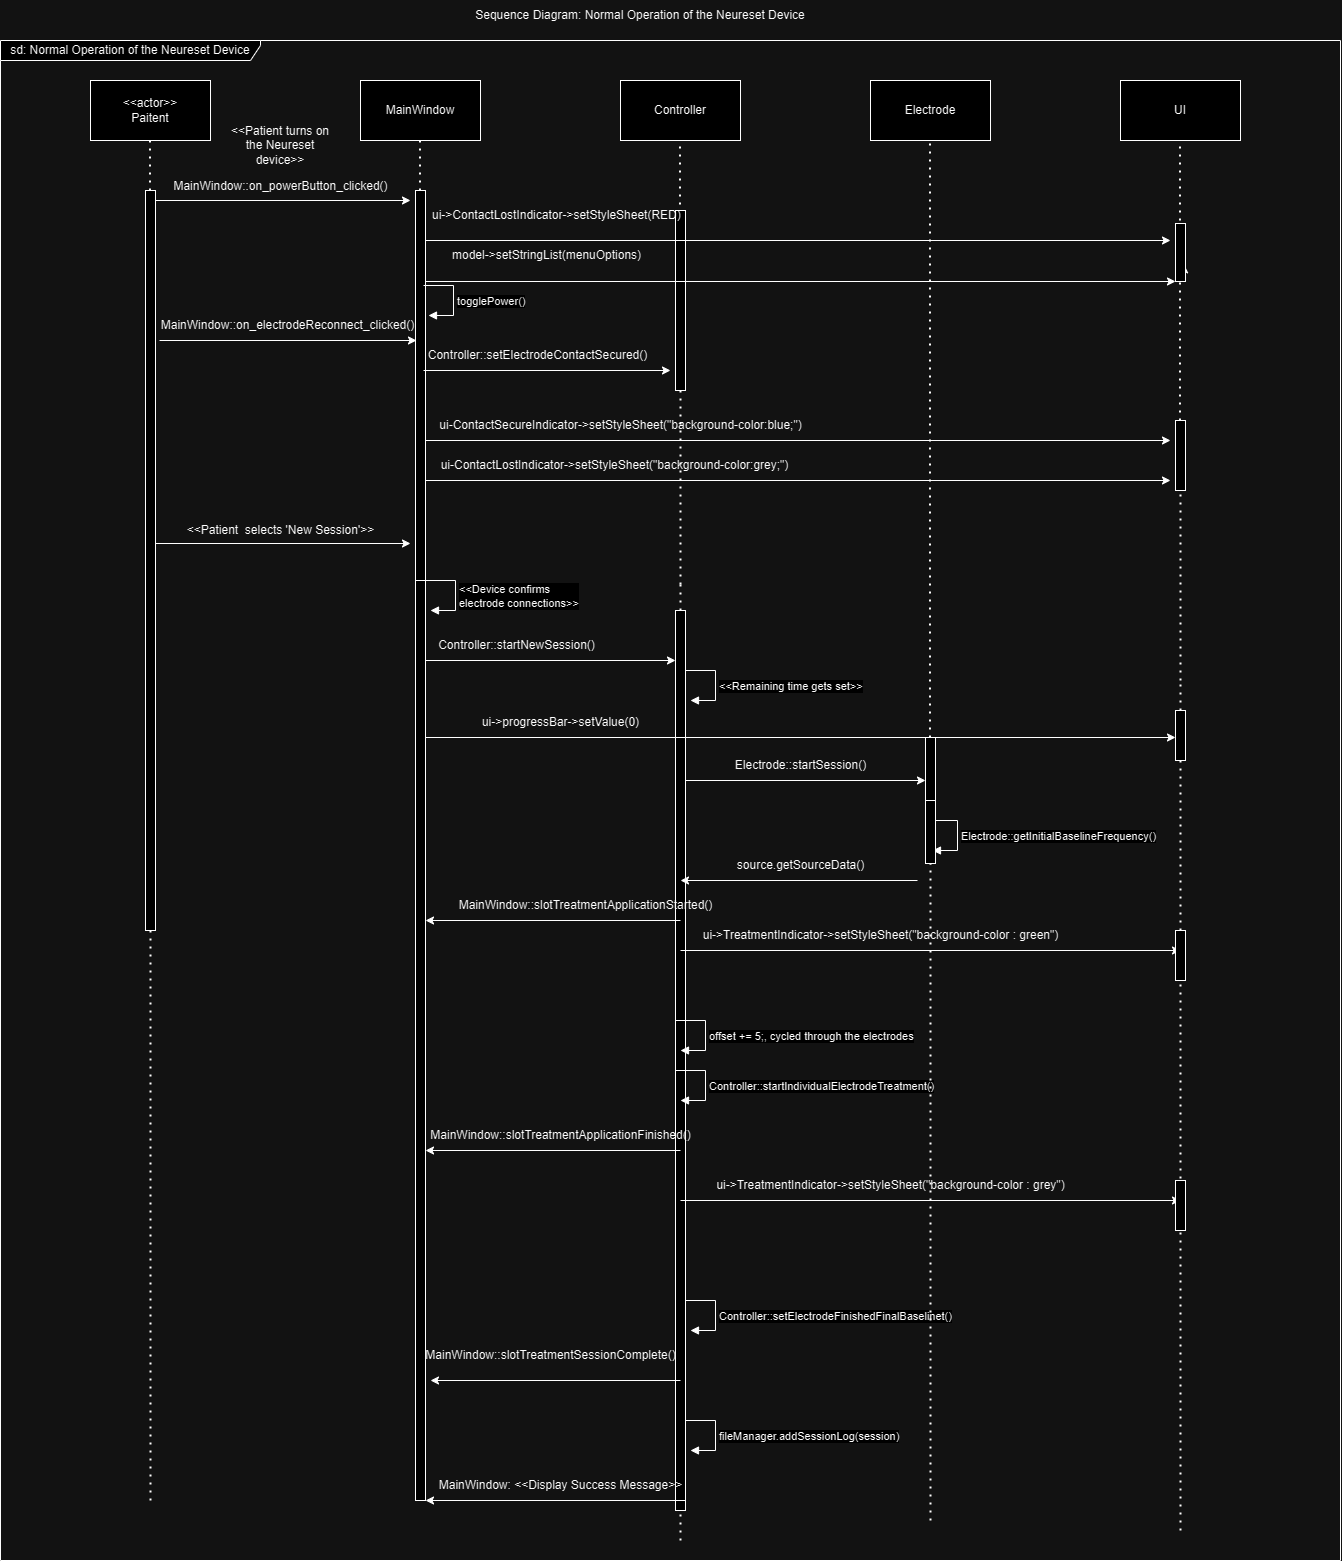 Sequence Diagram: Normal Operation of the Neureset Device
sd: Normal Operation of the Neureset Device
<<actor>>
Paitent
MainWindow
Controller
Electrode
UI
<<Patient turns on
the Neureset
device>>
MainWindow::on_powerButton_clicked()
ui->ContactLostIndicator->setStyleSheet(RED)
model->setStringList(menuOptions)
togglePower()
MainWindow::on_electrodeReconnect_clicked()
Controller::setElectrodeContactSecured()
ui-ContactSecureIndicator->setStyleSheet("background-color:blue;")
ui-ContactLostIndicator->setStyleSheet("background-color:grey;")
<<Patient  selects 'New Session'>>
<<Device confirms
electrode connections>>
Controller::startNewSession()
<<Remaining time gets set>>
ui->progressBar->setValue(0)
Electrode::startSession()
Electrode::getInitialBaselineFrequency()
source.getSourceData()
MainWindow::slotTreatmentApplicationStarted()
ui->TreatmentIndicator->setStyleSheet("background-color : green")
offset += 5;, cycled through the electrodes
Controller::startIndividualElectrodeTreatment()
MainWindow::slotTreatmentApplicationFinished()
ui->TreatmentIndicator->setStyleSheet("background-color : grey")
Controller::setElectrodeFinishedFinalBaselinet()
MainWindow::slotTreatmentSessionComplete()
fileManager.addSessionLog(session)
MainWindow: <<Display Success Message>>